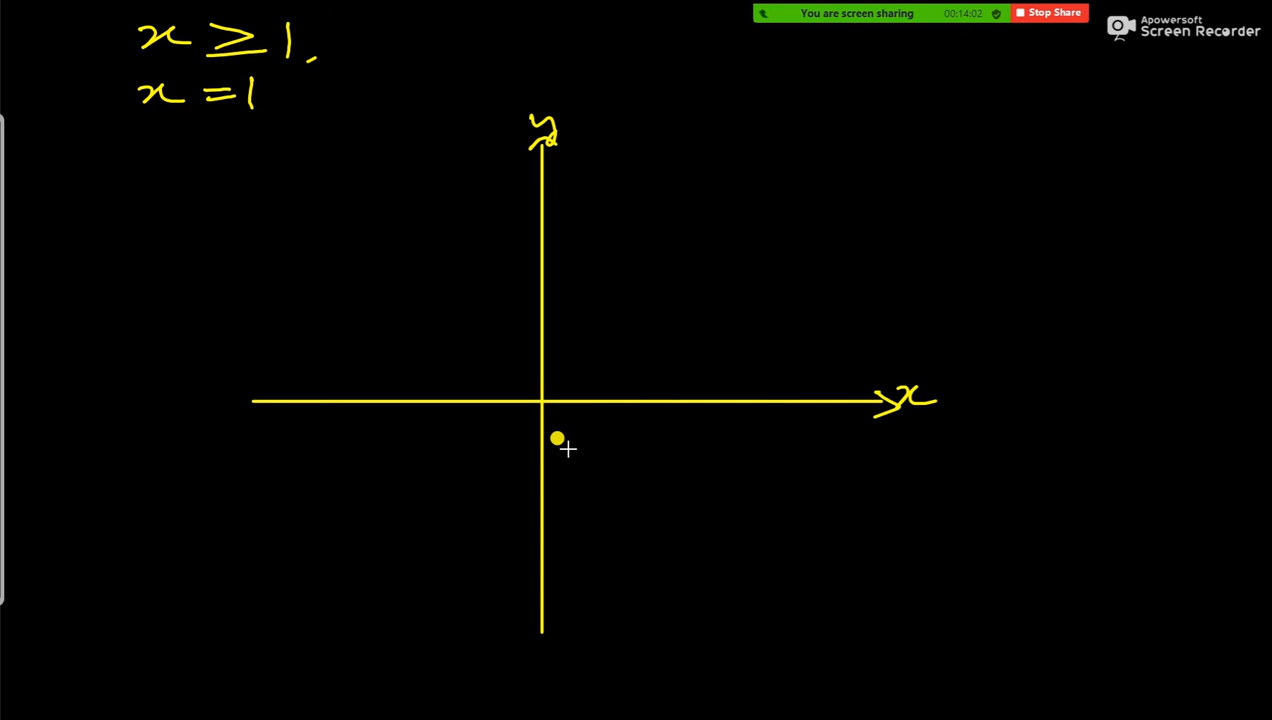 x ≥ 1.
x = 1
You are screen sharing 00:14:02 Stop Share
Apowersoft
Screen Recorder
y
x